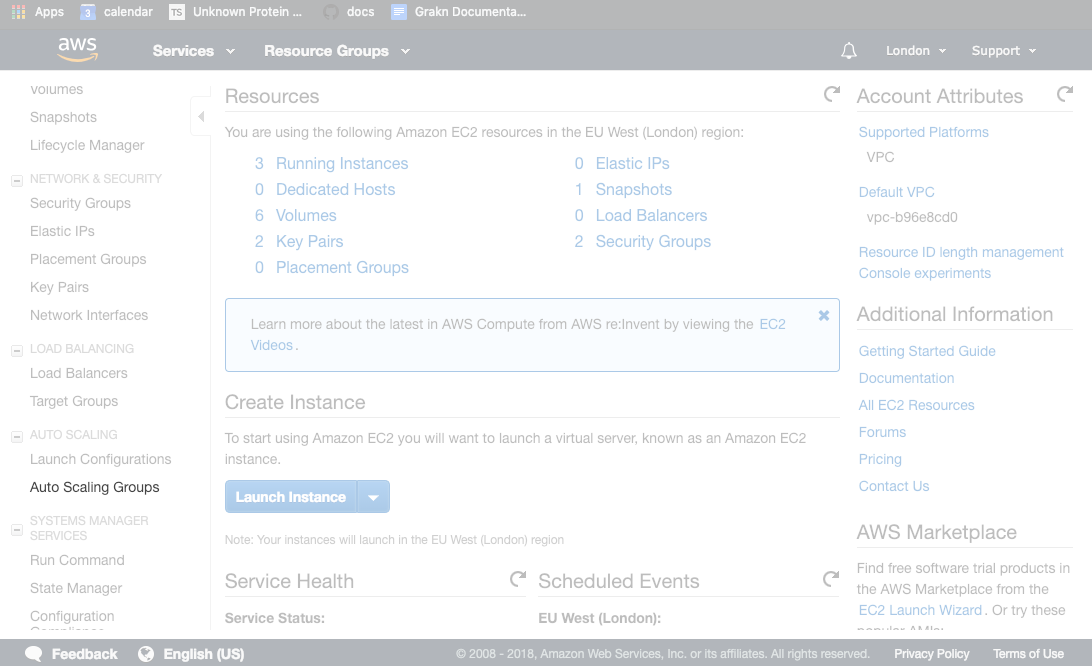 Apps
3
calendar
TS
Unknown Protein ...
docs
Grakn Documenta...
aws
Services
Resource Groups
London
Support
volumes
Snapshots
Lifecycle Manager
NETWORK & SECURITY
Security Groups
Elastic IPs
Placement Groups
Key Pairs
Network Interfaces
LOAD BALANCING
Load Balancers
Target Groups
AUTO SCALING
Launch Configurations
Auto Scaling Groups
SYSTEMS MANAGER
SERVICES
Run Command
State Manager
Configuration
Resources
You are using the following Amazon EC2 resources in the EU West (London) region:
3 Running Instances
0 Elastic IPs
0 Dedicated Hosts
1 Snapshots
6 Volumes
0 Load Balancers
2 Key Pairs
2 Security Groups
0 Placement Groups
Learn more about the latest in AWS Compute from AWS re:Invent by viewing the EC2
Videos.
Create Instance
To start using Amazon EC2 you will want to launch a virtual server, known as an Amazon EC2
instance.
Launch Instance
Note: Your instances will launch in the EU West (London) region
Service Health
Service Status:
Scheduled Events
EU West (London):
Account Attributes
Supported Platforms
VPC
Default VPC
vpc-b96e8cd0
Resource ID length management
Console experiments
Additional Information
Getting Started Guide
Documentation
All EC2 Resources
Forums
Pricing
Contact Us
AWS Marketplace
Find free software trial products in
the AWS Marketplace from the
EC2 Launch Wizard. Or try these
popular AMIs:
Feedback
English (US)
© 2008 - 2018, Amazon Web Services, Inc. or its affiliates. All rights reserved.
Privacy Policy
Terms of Use